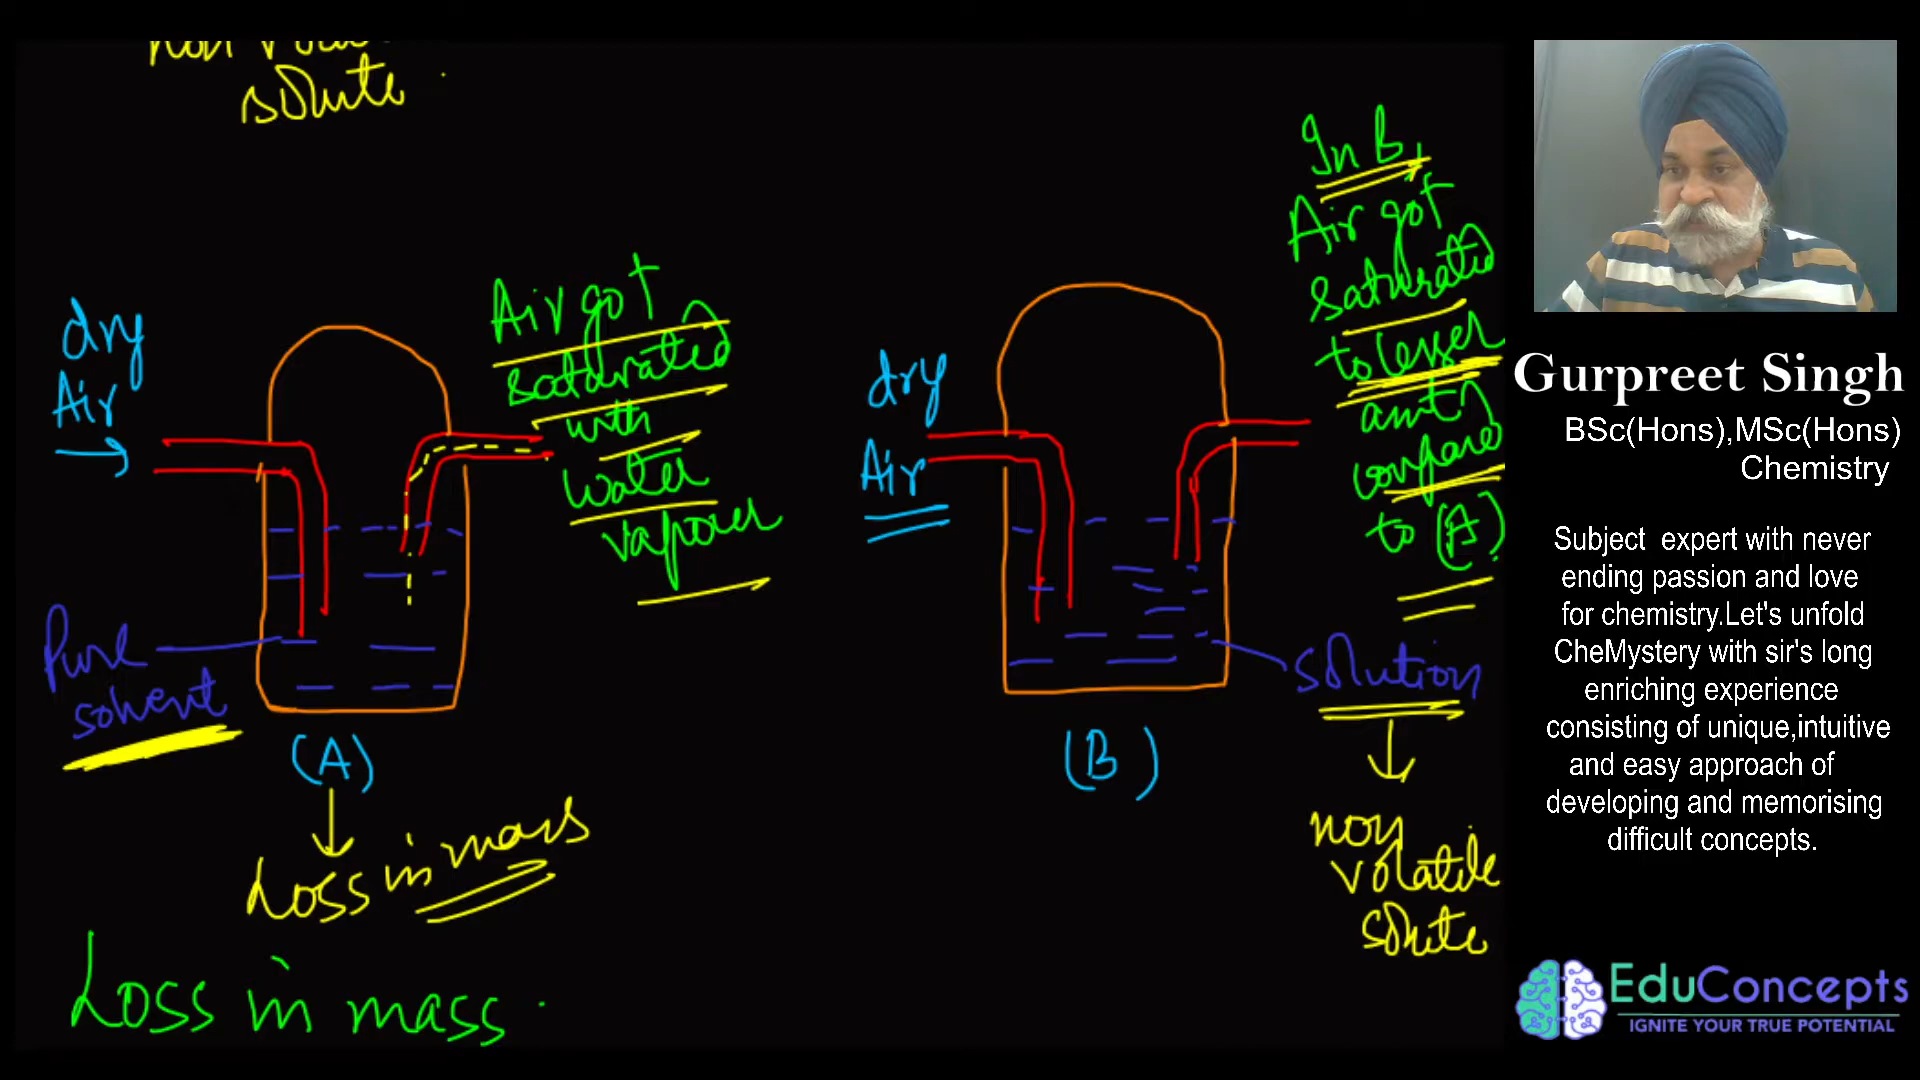 solute
dry
Air
Pure
solvent
Air got
saturated
with
water
vapour
(A)
Loss in mass
Loss in mass
dry
Air
(B)
In B,
Air got
saturated
to lesser
amt
compare
to (A)
solution
non
volatile
solute
Gurpreet Singh
BSc(Hons),MSc(Hons)
Chemistry
Subject expert with never
ending passion and love
for chemistry.Let's unfold
CheMystery with sir's long
enriching experience
consisting of unique,intuitive
and easy approach of
developing and memorising
difficult concepts.
EduConcepts
IGNITE YOUR TRUE POTENTIAL